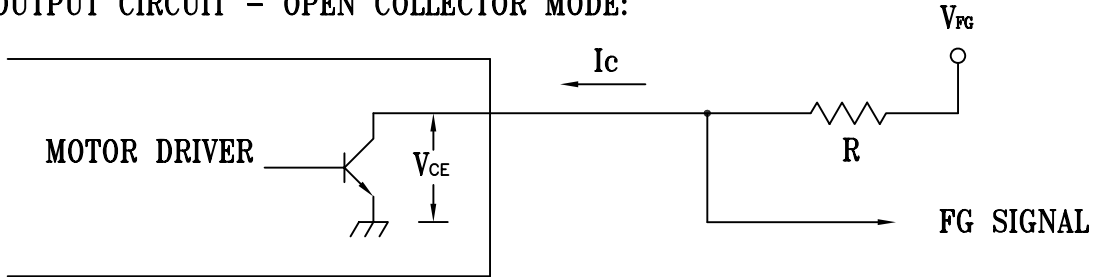 OUTPUT CIRCUIT - OPEN COLLECTOR MODE:
VFG
Ic
MOTOR DRIVER
VCE
R
FG SIGNAL